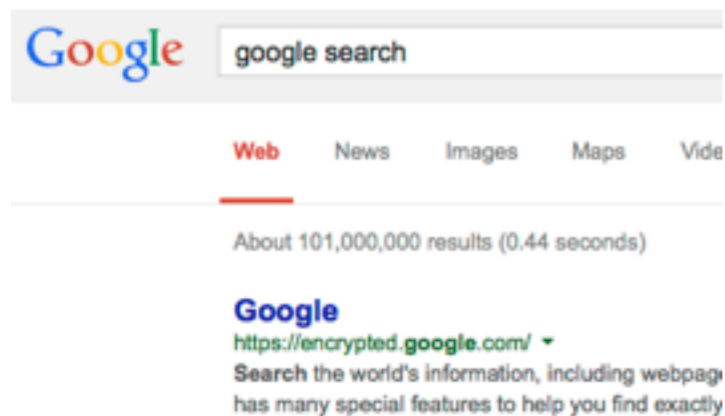 Google google search
Web News Images Maps Vide
About 101,000,000 results (0.44 seconds)
Google
https://encrypted.google.com/
Search the world's information, including webpage
has many special features to help you find exactly